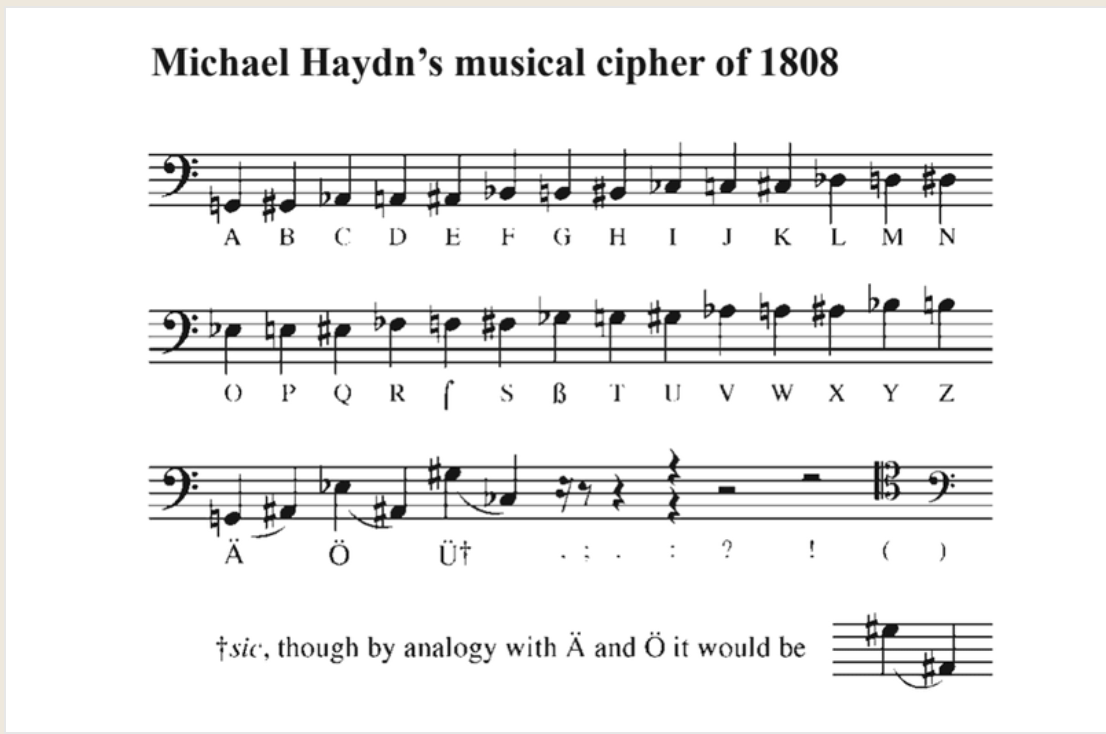 Michael Haydn’s musical cipher of 1808
A B C D E F G H I J K L M N
O P Q R ſ S ß T U V W X Y Z
Ä Ö Ü† . ; . : ? ! ( )
†sic, though by analogy with Ä and Ö it would be